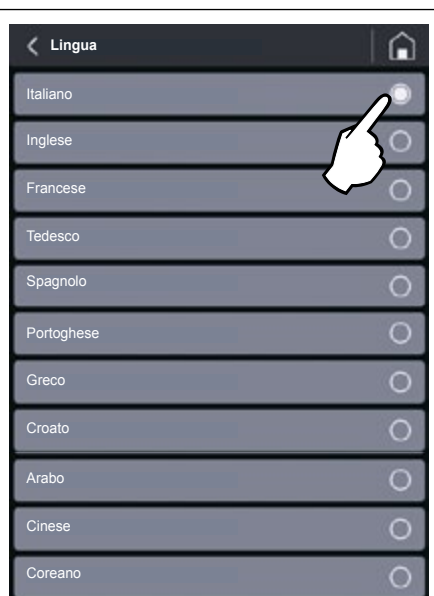 Lingua
Italiano
Inglese
Francese
Tedesco
Spagnolo
Portoghese
Greco
Croato
Arabo
Cinese
Coreano